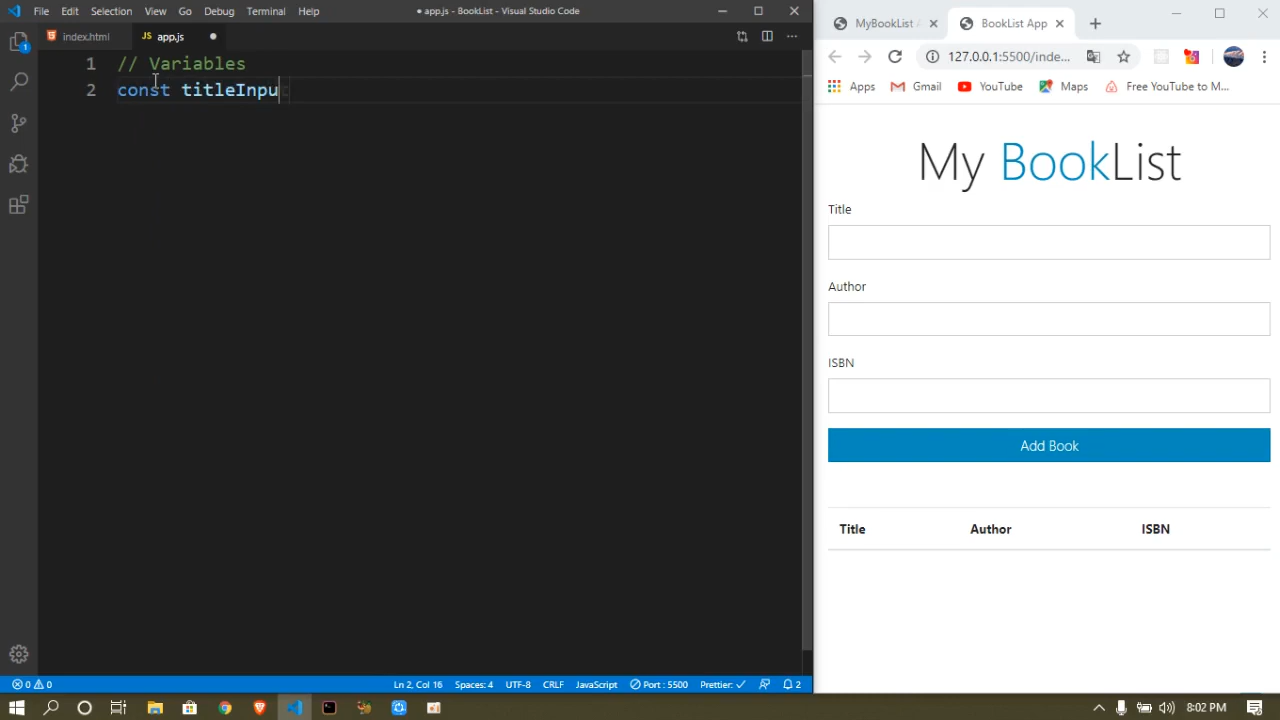 File Edit Selection View Go Debug Terminal Help
● app.js - BookList - Visual Studio Code
index.html
app.js
1 // Variables
2 const titleInpu
1
Ln 2, Col 16 Spaces: 4 UTF-8 CRLF JavaScript Port : 5500 Prettier: ✓ 2
0 0
MyBookList A
BookList App
127.0.0.1:5500/inde...
Apps Gmail YouTube Maps Free YouTube to M...
My BookList
Title
Author
ISBN
Add Book
Title Author ISBN
8:02 PM